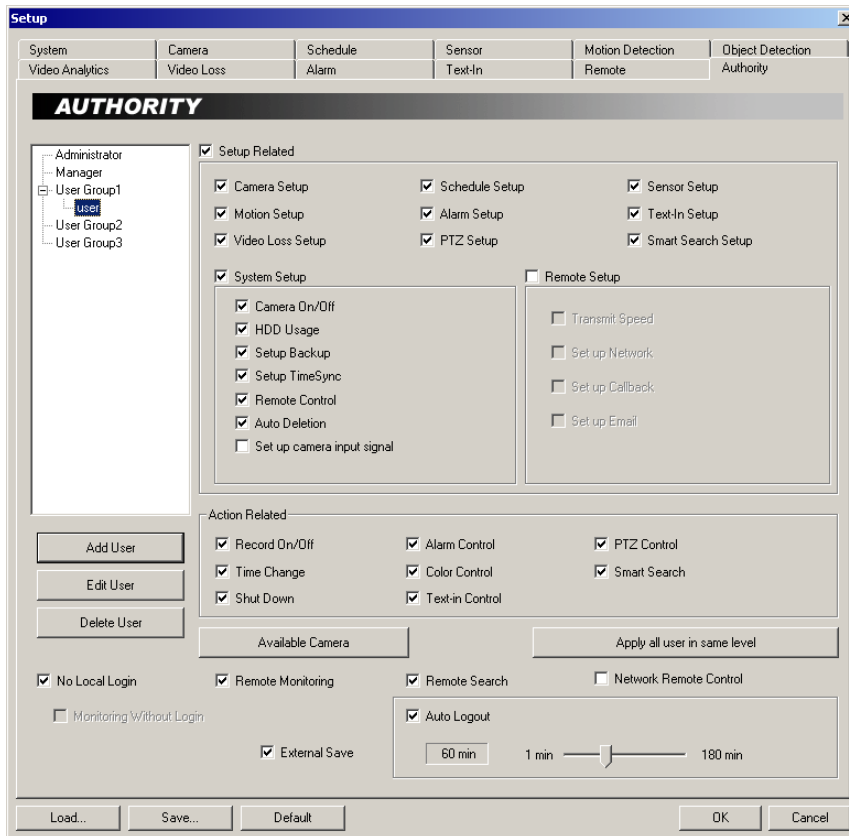 Setup
System Camera Schedule Sensor Motion Detection Object Detection
Video Analytics Video Loss Alarm Text-In Remote Authority
AUTHORITY
Administrator
Manager
User Group1
user
User Group2
User Group3
Setup Related
Camera Setup Schedule Setup Sensor Setup
Motion Setup Alarm Setup Text-In Setup
Video Loss Setup PTZ Setup Smart Search Setup
System Setup
Camera On/Off
HDD Usage
Setup Backup
Setup TimeSync
Remote Control
Auto Deletion
Set up camera input signal
Remote Setup
Transmit Speed
Set up Network
Set up Callback
Set up Email
Add User
Edit User
Delete User
Action Related
Record On/Off Alarm Control PTZ Control
Time Change Color Control Smart Search
Shut Down Text-in Control
Available Camera Apply all user in same level
No Local Login Remote Monitoring Remote Search Network Remote Control
Monitoring Without Login
External Save
Auto Logout
60 min 1 min 180 min
Load... Save... Default OK Cancel